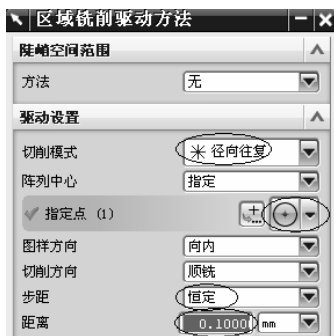 区域铣削驱动方法
陡峭空间范围
方法 无
驱动设置
切削模式 径向往复
阵列中心 指定
指定点 (1)
图样方向 向内
切削方向 顺铣
步距 恒定
距离 0.1000 mm